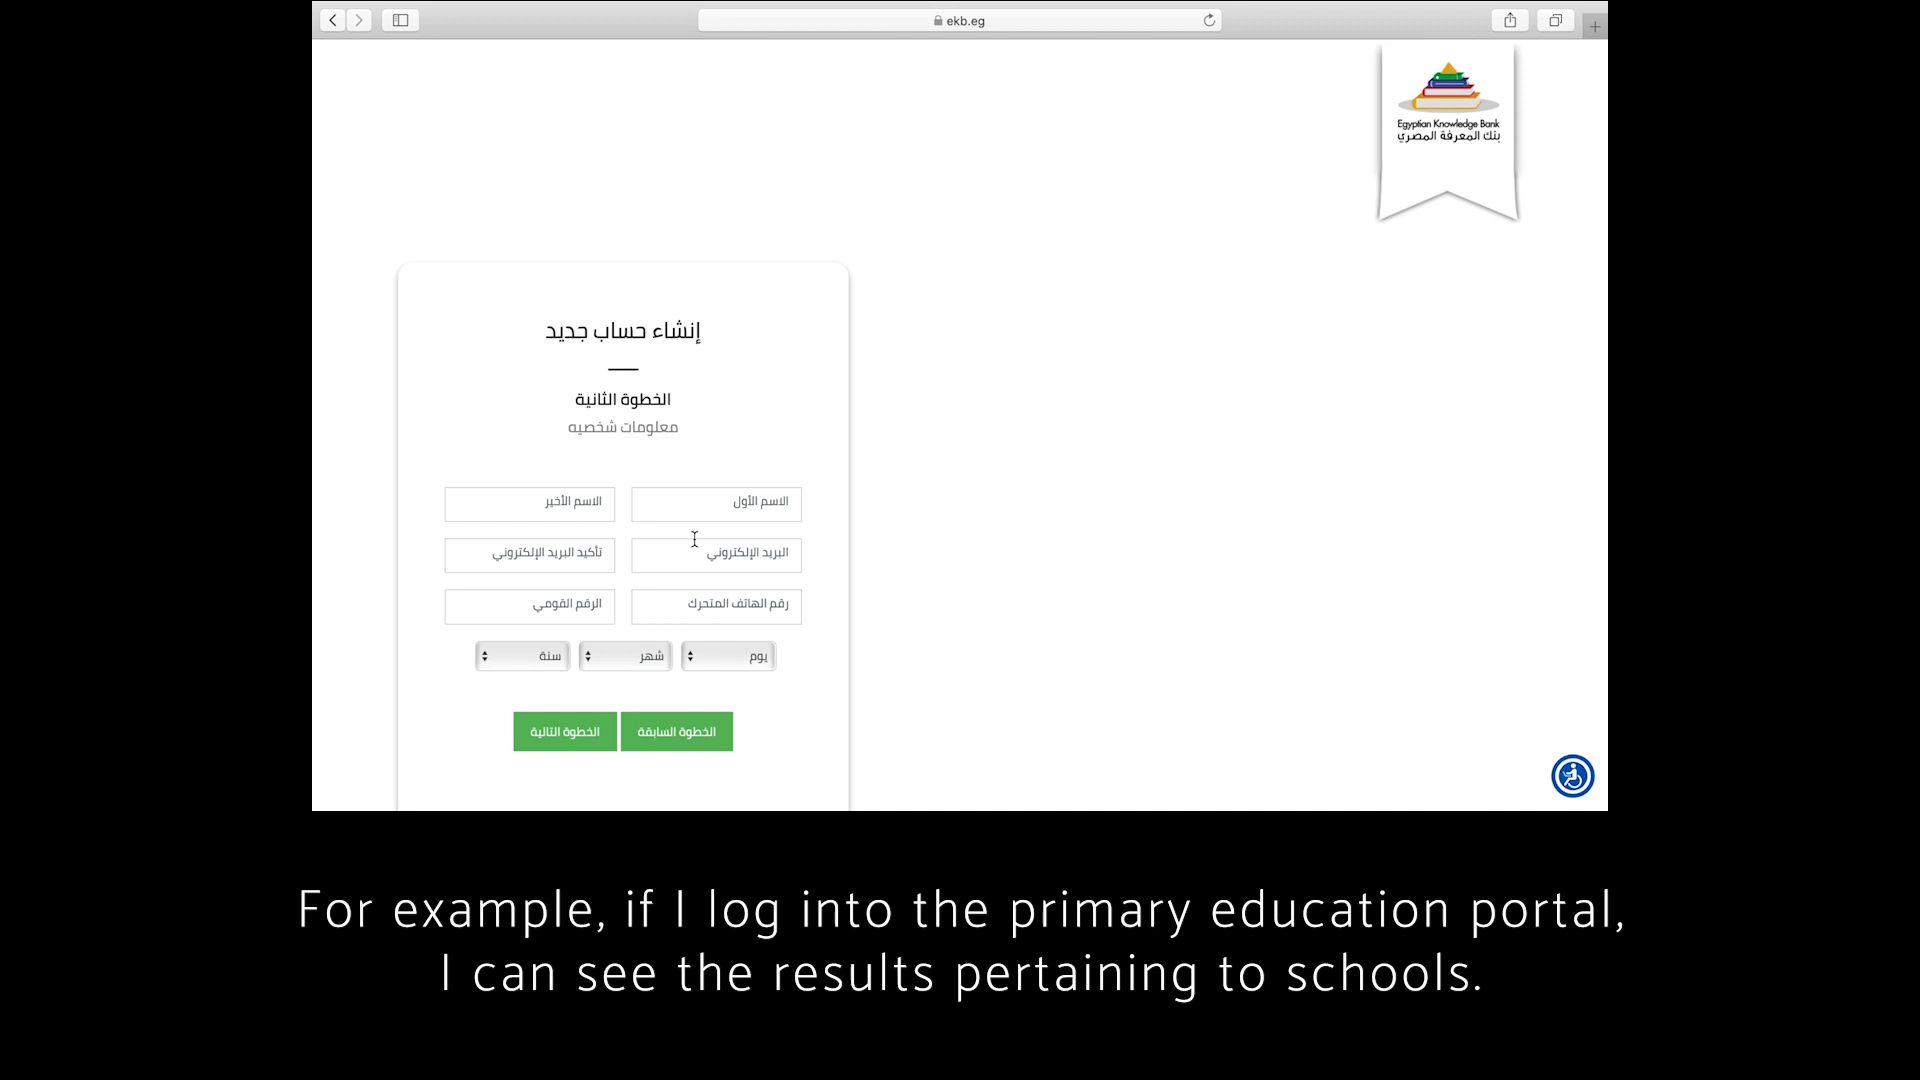 ekb.eg
Egyptian Knowledge Bank
بنك المعرفة المصري
إنشاء حساب جديد
الخطوة الثانية
معلومات شخصيه
الاسم الأول
الاسم الأخير
البريد الإلكتروني
تأكيد البريد الإلكتروني
رقم الهاتف المتحرك
الرقم القومي
يوم شهر سنة
الخطوة السابقة الخطوة التالية
For example, if I log into the primary education portal,
I can see the results pertaining to schools.